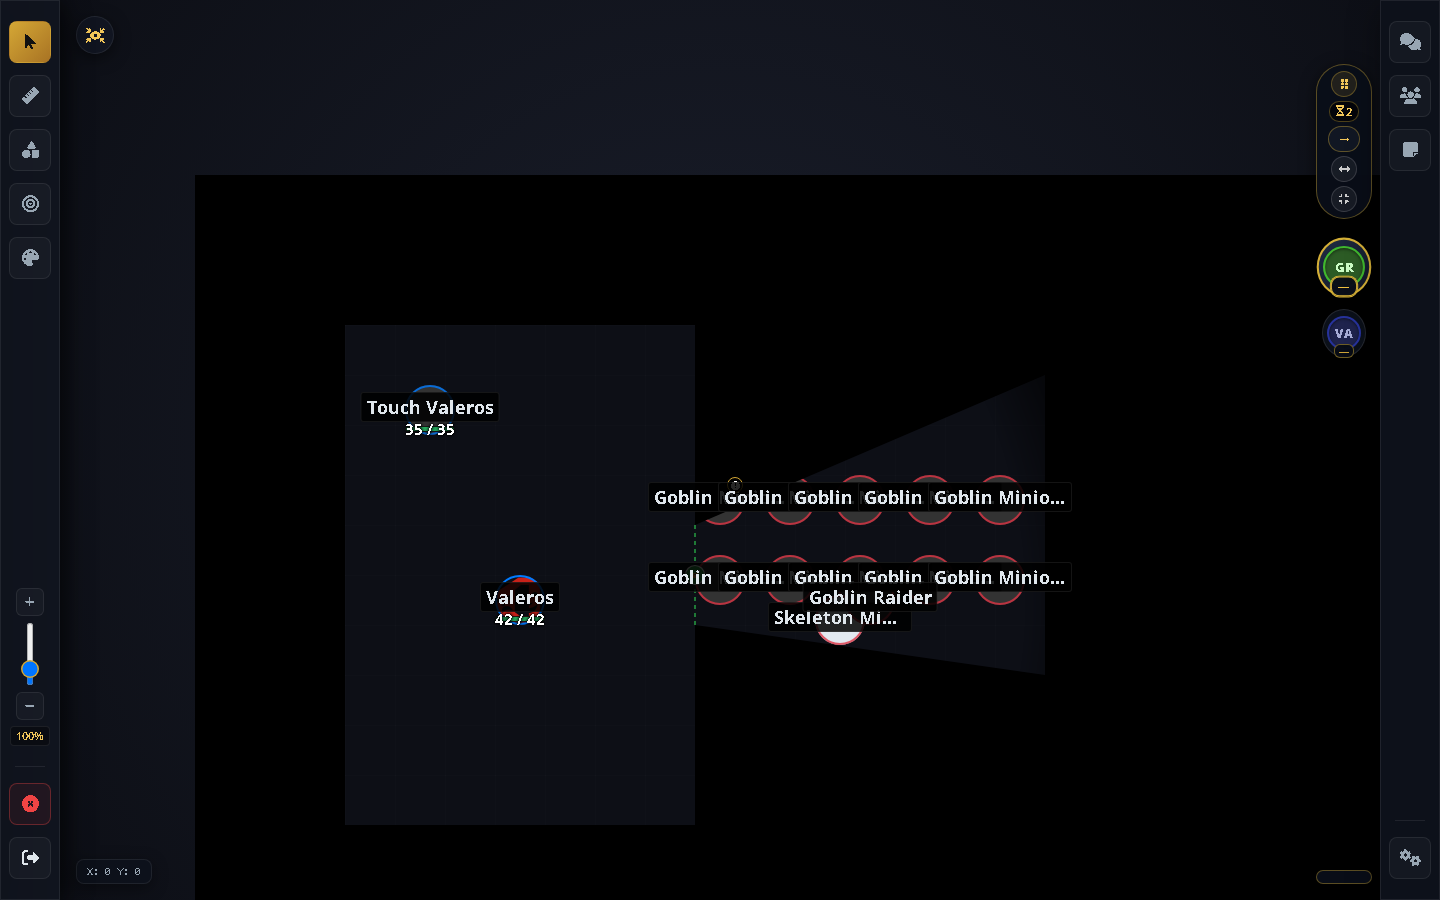 2
GR
—
VA
—
Touch Valeros
35 / 35
Goblin Goblin Goblin Goblin Goblin Minio...
Goblin Goblin Goblin Goblin Goblin Minio...
Valeros
42 / 42
Goblin Raider
Skeleton Mi...
100%
X: 0 Y: 0